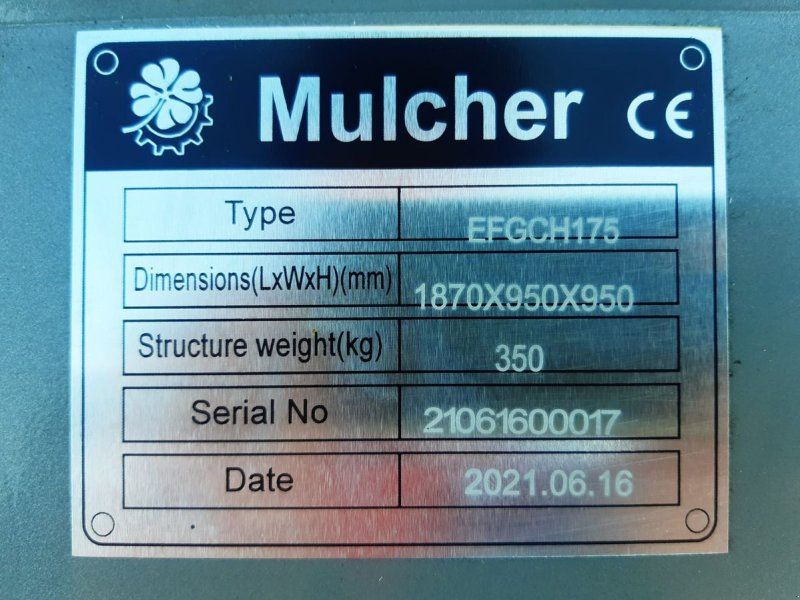 Mulcher CE
Type EFGCH175
Dimensions(LxWxH)(mm) 1870X950X950
Structure weight(kg) 350
Serial No 21061600017
Date 2021.06.16